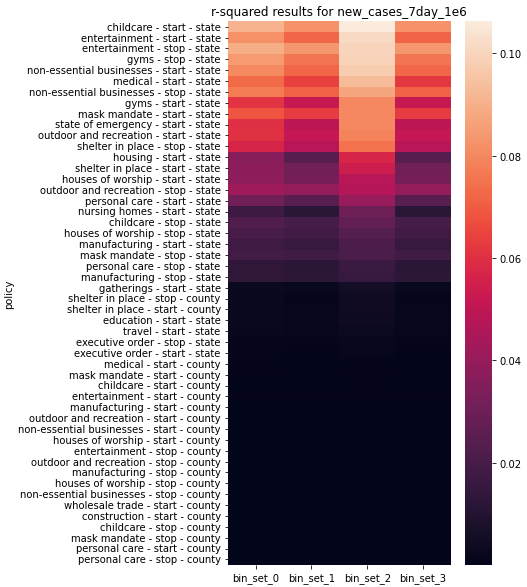 r-squared results for new_cases_7day_1e6
childcare - start - state
entertainment - start - state
entertainment - stop - state
gyms - stop - state
non-essential businesses - start - state
medical - start - state
non-essential businesses - stop - state
gyms - start - state
mask mandate - start - state
state of emergency - start - state
outdoor and recreation - start - state
shelter in place - stop - state
housing - start - state
shelter in place - start - state
houses of worship - start - state
outdoor and recreation - stop - state
personal care - start - state
nursing homes - start - state
childcare - stop - state
houses of worship - stop - state
manufacturing - start - state
mask mandate - stop - state
personal care - stop - state
manufacturing - stop - state
gatherings - start - state
shelter in place - stop - county
shelter in place - start - county
education - start - state
travel - start - state
executive order - stop - state
executive order - start - state
medical - start - county
mask mandate - start - county
childcare - start - county
entertainment - start - county
manufacturing - start - county
outdoor and recreation - start - county
non-essential businesses - start - county
houses of worship - start - county
entertainment - stop - county
outdoor and recreation - stop - county
manufacturing - stop - county
houses of worship - stop - county
non-essential businesses - stop - county
wholesale trade - start - county
construction - start - county
childcare - stop - county
mask mandate - stop - county
personal care - start - county
personal care - stop - county
policy
bin_set_0
bin_set_1
bin_set_2
bin_set_3
0.10
0.08
0.06
0.04
0.02